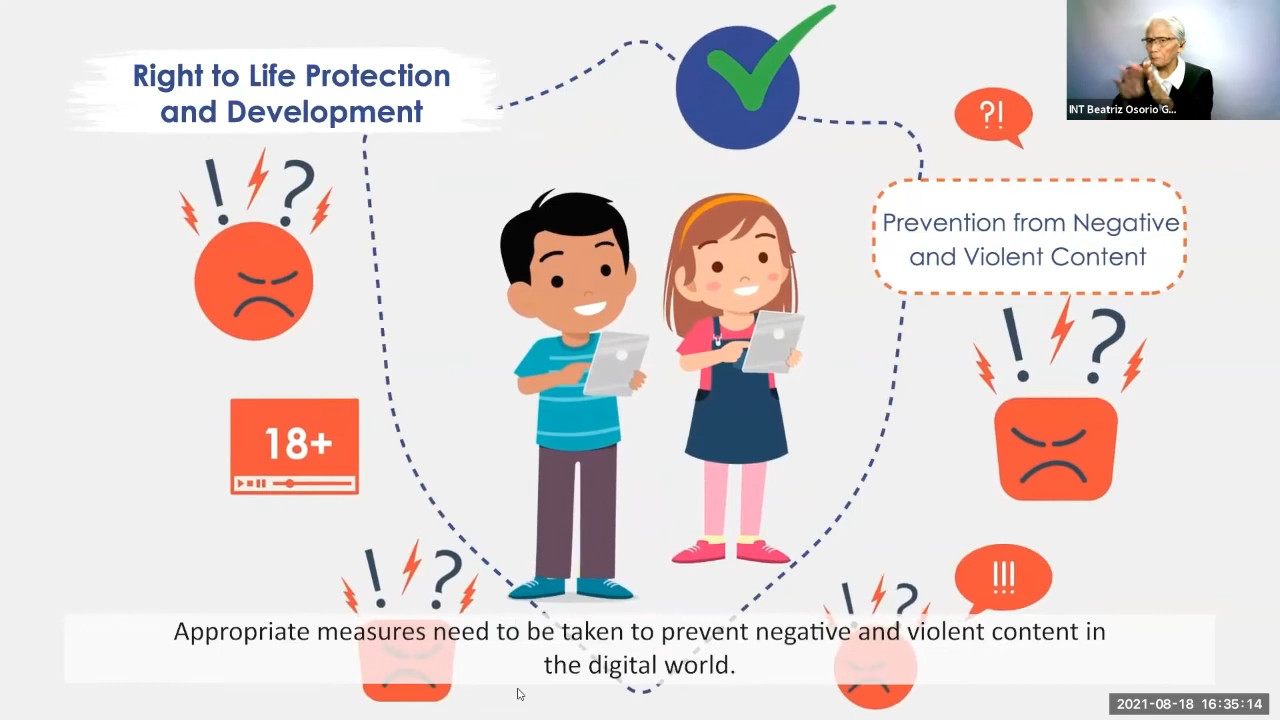 Right to Life Protection
and Development
?!
INT Beatriz Osorio G...
Prevention from Negative
and Violent Content
! ?
! ?
18+
! ?
!!!
! ?
Appropriate measures need to be taken to prevent negative and violent content in
the digital world.
2021-08-18 16:35:14